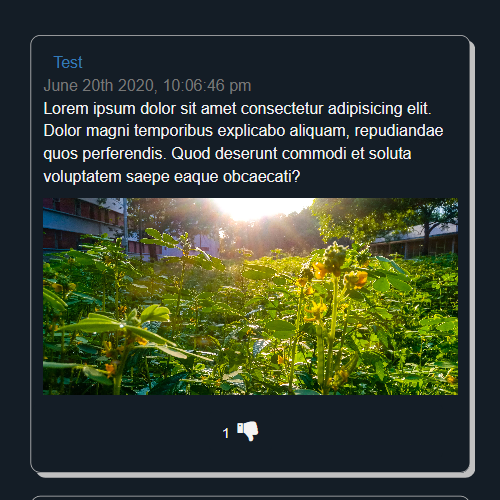 Test
June 20th 2020, 10:06:46 pm
Lorem ipsum dolor sit amet consectetur adipisicing elit.
Dolor magni temporibus explicabo aliquam, repudiandae
quos perferendis. Quod deserunt commodi et soluta
voluptatem saepe eaque obcaecati?
1